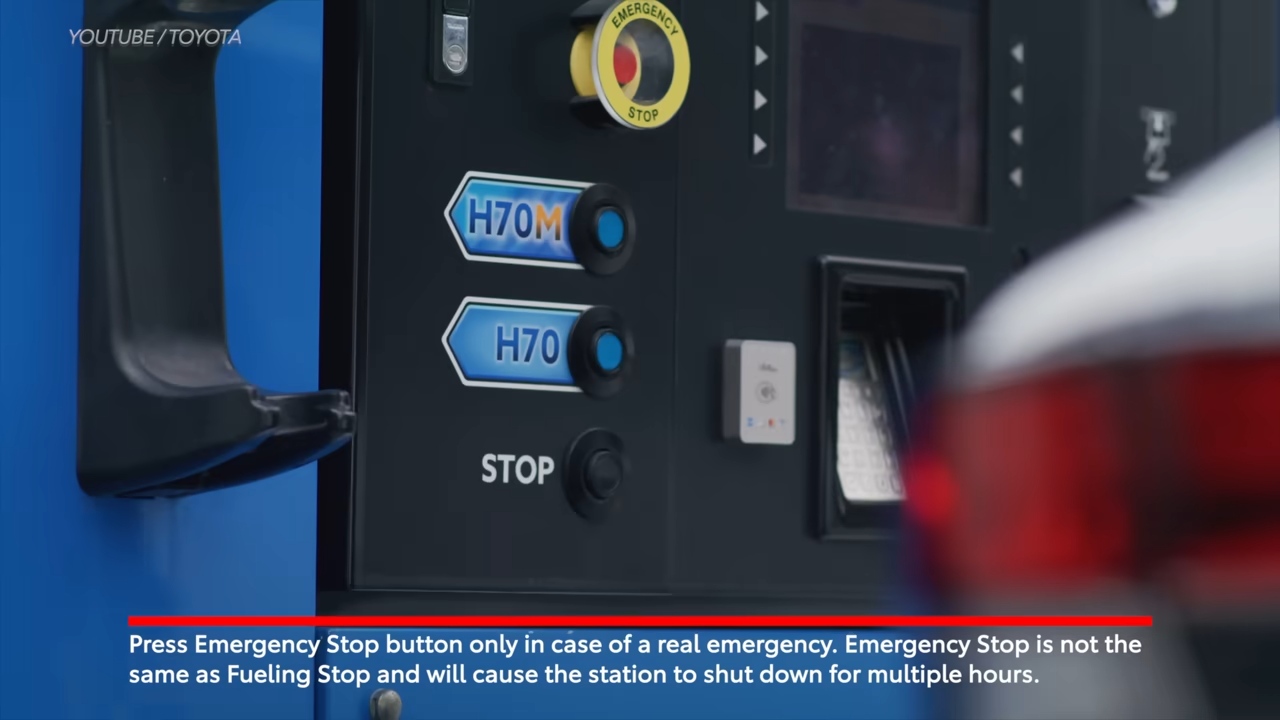 YOUTUBE / TOYOTA
EMERGENCY
STOP
H70M
H70
STOP
2
Press Emergency Stop button only in case of a real emergency. Emergency Stop is not the
same as Fueling Stop and will cause the station to shut down for multiple hours.